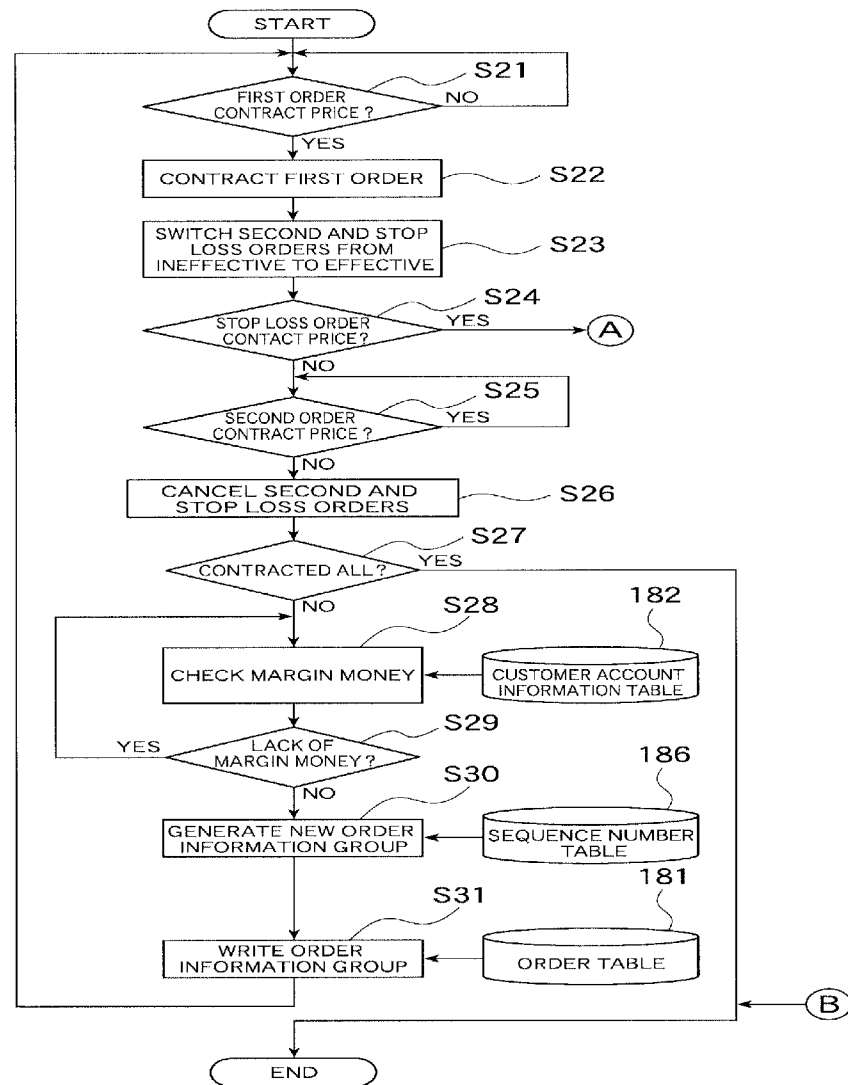 START
S21
FIRST ORDER
CONTRACT PRICE ?
NO
YES
CONTRACT FIRST ORDER
S22
SWITCH SECOND AND STOP
LOSS ORDERS FROM
INEFFECTIVE TO EFFECTIVE
S23
S24
STOP LOSS ORDER
CONTACT PRICE?
YES
A
NO
S25
SECOND ORDER
CONTRACT PRICE ?
YES
NO
CANCEL SECOND AND
STOP LOSS ORDERS
S26
S27
CONTRACTED ALL ?
YES
NO
S28
182
CHECK MARGIN MONEY
CUSTOMER ACCOUNT
INFORMATION TABLE
S29
YES
LACK OF
MARGIN MONEY ?
NO
S30
186
GENERATE NEW ORDER
INFORMATION GROUP
SEQUENCE NUMBER
TABLE
S31
181
WRITE ORDER
INFORMATION GROUP
ORDER TABLE
B
END